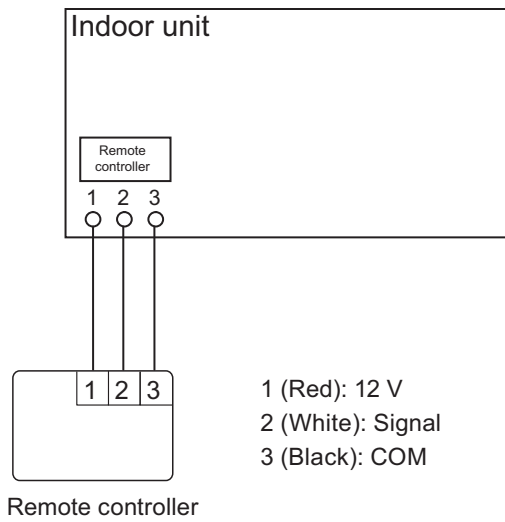 Indoor unit
Remote
controller
1 2 3
1 2 3
1 (Red): 12 V
2 (White): Signal
3 (Black): COM
Remote controller